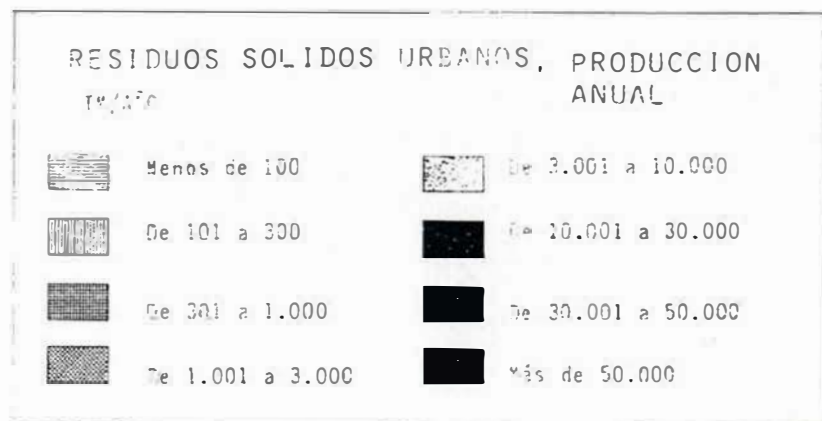 RESIDUOS SOLIDOS URBANOS, PRODUCCION
ANUAL
TM/AÑO
Menos de 100
De 101 a 300
De 301 a 1.000
De 1.001 a 3.000
De 3.001 a 10.000
De 10.001 a 30.000
De 30.001 a 50.000
Más de 50.000